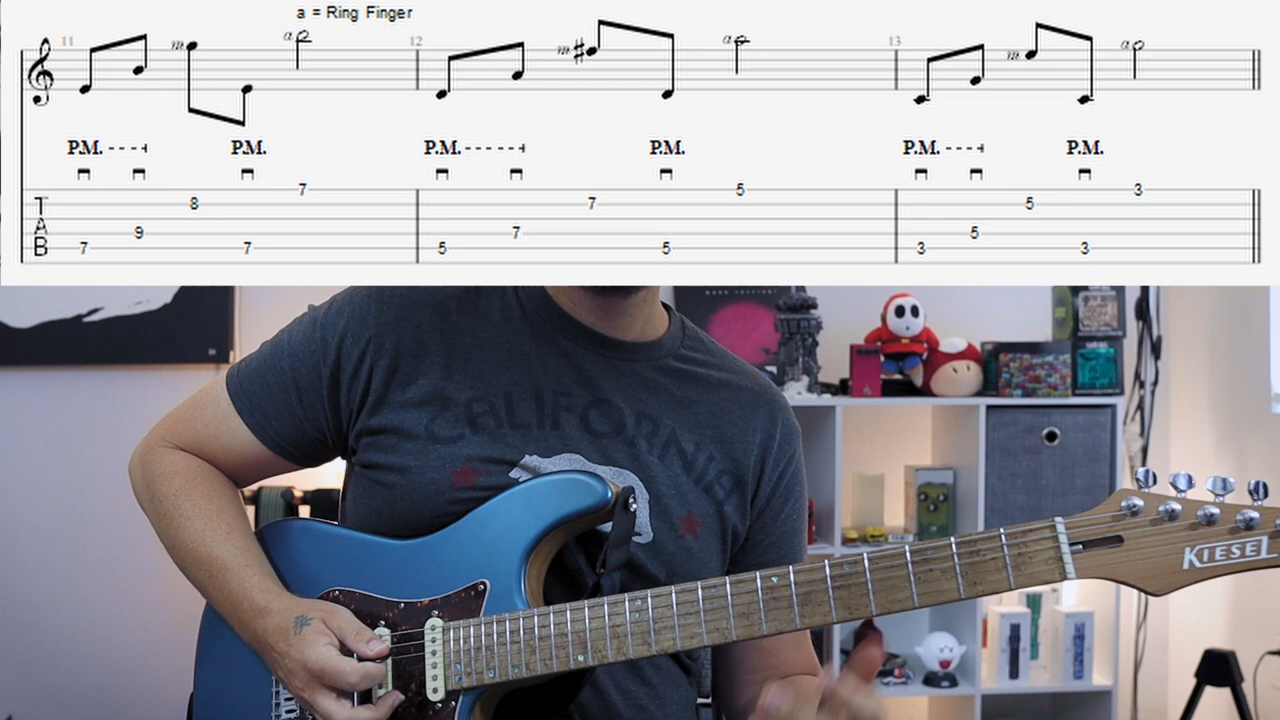 a = Ring Finger
11 m a 12 m a 13 m a
P.M. P.M. P.M. P.M. P.M. P.M.
7 5 3
T 8 7 5
A 9 7 5
B 7 7 5 5 3 3
CALIFORNIA
KIESEL